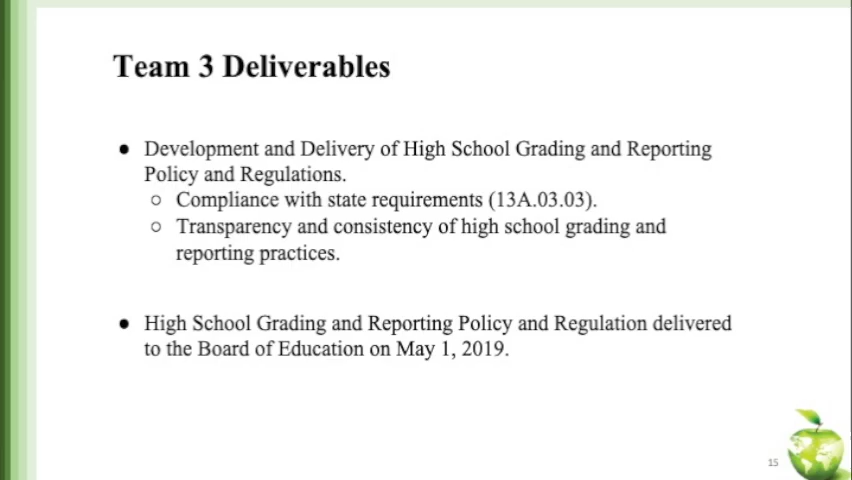 Team 3 Deliverables
● Development and Delivery of High School Grading and Reporting
Policy and Regulations.
○ Compliance with state requirements (13A.03.03).
○ Transparency and consistency of high school grading and
reporting practices.
● High School Grading and Reporting Policy and Regulation delivered
to the Board of Education on May 1, 2019.
15